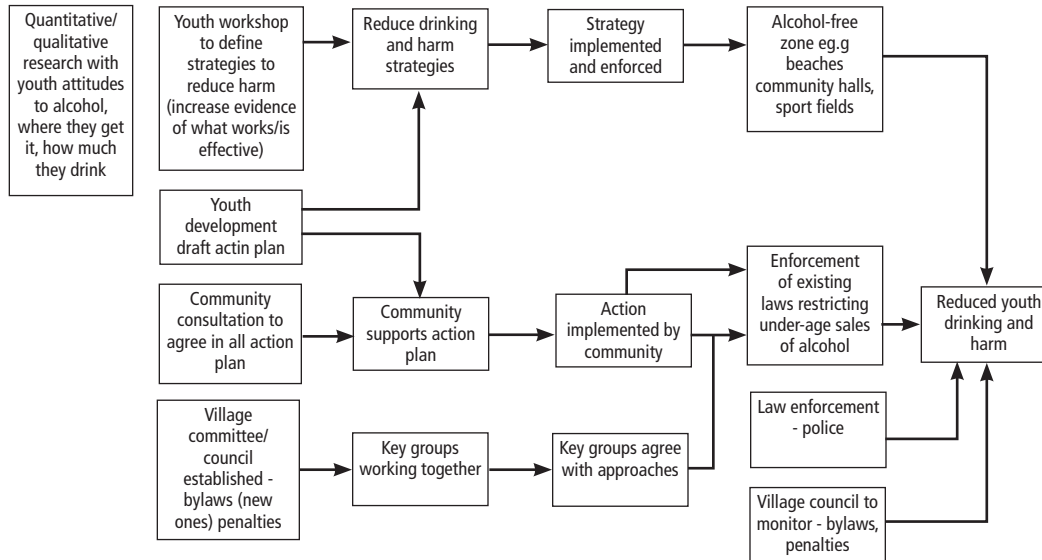 Quantitative/
qualitative
research with
youth attitudes
to alcohol,
where they get
it, how much
they drink
Youth workshop
to define
strategies to
reduce harm
(increase evidence
of what works/is
effective)
Reduce drinking
and harm
strategies
Strategy
implemented
and enforced
Alcohol-free
zone eg.g
beaches
community halls,
sport fields
Youth
development
draft actin plan
Community
consultation to
agree in all action
plan
Community
supports action
plan
Action
implemented by
community
Enforcement
of existing
laws restricting
under-age sales
of alcohol
Reduced youth
drinking and
harm
Village
committee/
council
established -
bylaws (new
ones) penalties
Key groups
working together
Key groups agree
with approaches
Law enforcement
- police
Village council to
monitor - bylaws,
penalties